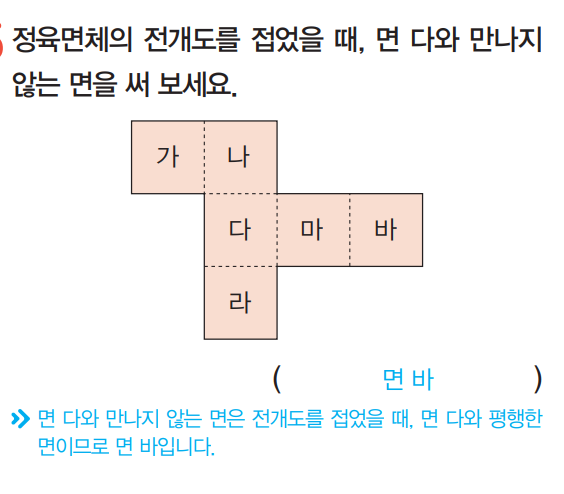 정육면체의 전개도를 접었을 때, 면 다와 만나지
않는 면을 써 보세요.
가 나
다 마 바
라
( 면 바 )
» 면 다와 만나지 않는 면은 전개도를 접었을 때, 면 다와 평행한
면이므로 면 바입니다.